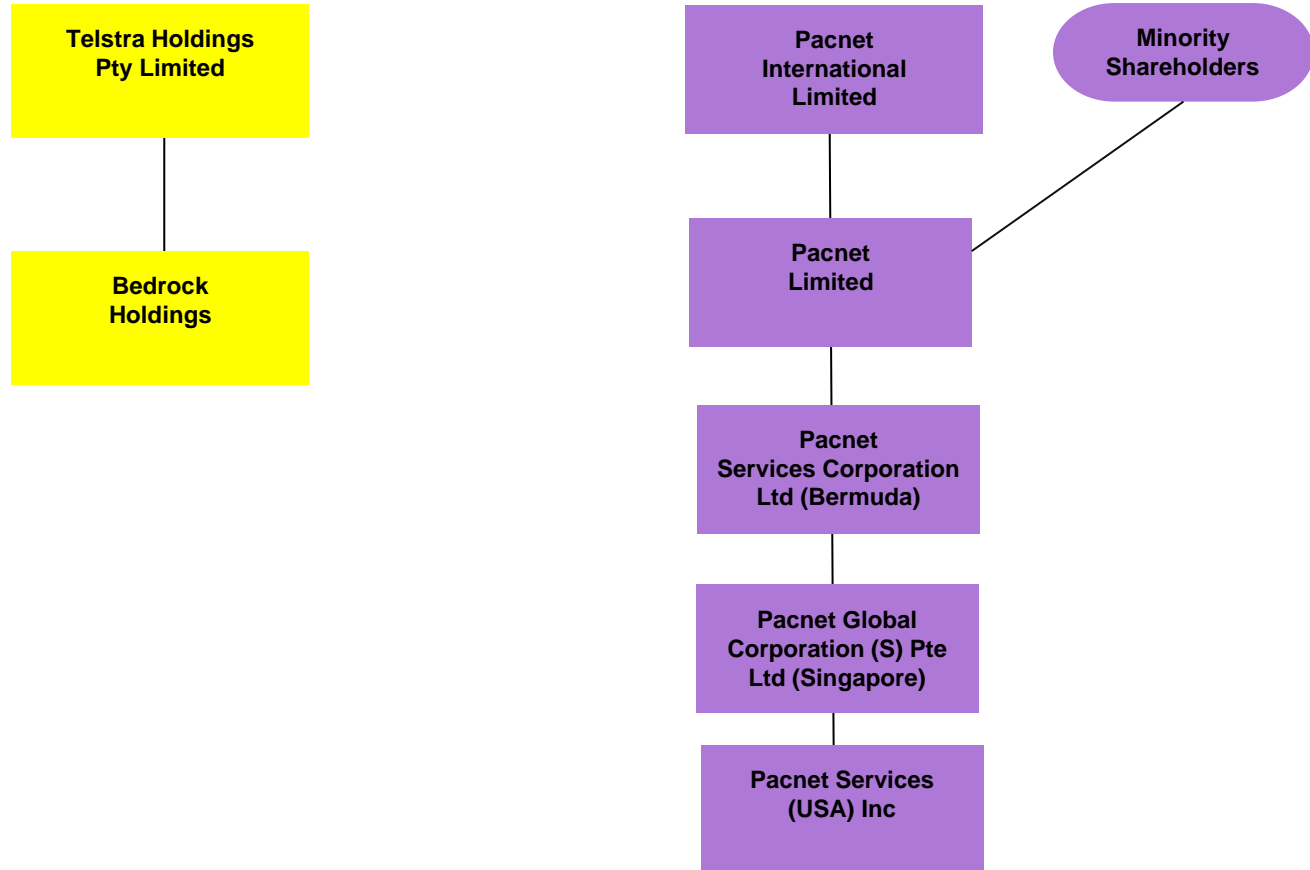 Telstra Holdings
Pty Limited
Pacnet
International
Limited
Minority
Shareholders
Bedrock
Holdings
Pacnet
Limited
Pacnet
Services Corporation
Ltd (Bermuda)
Pacnet Global
Corporation (S) Pte
Ltd (Singapore)
Pacnet Services
(USA) Inc